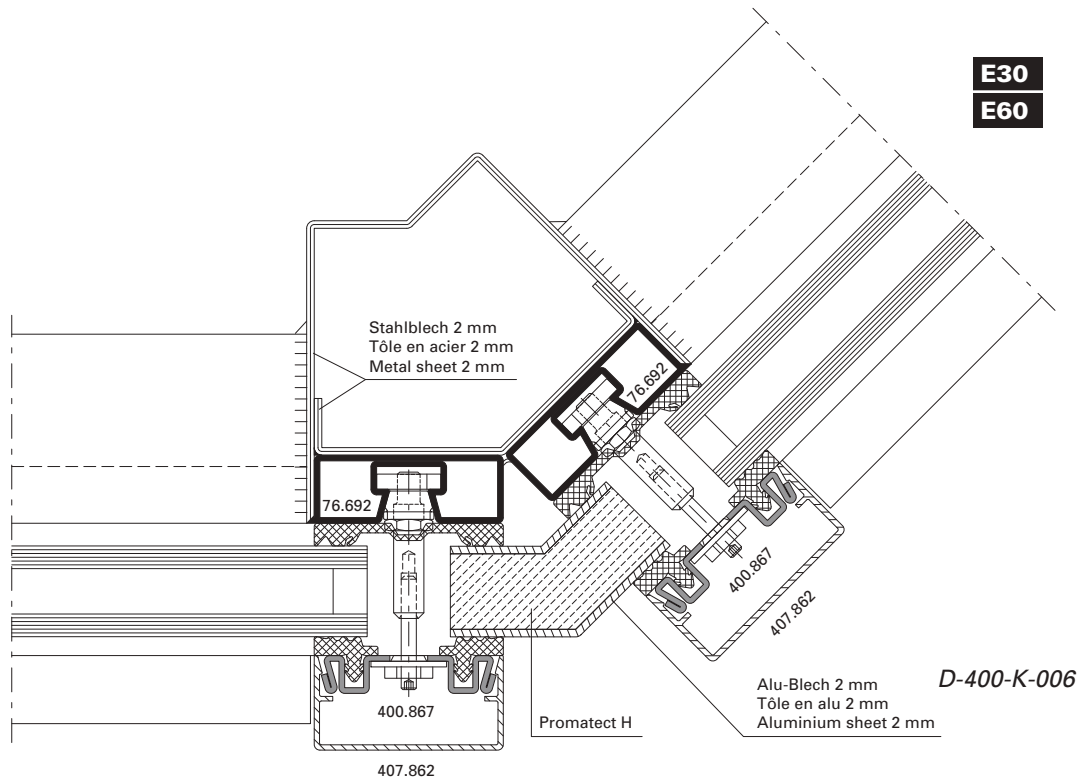 E30
E60
Stahlblech 2 mm
Tôle en acier 2 mm
Metal sheet 2 mm
76.692
76.692
400.867
407.862
D-400-K-006
Alu-Blech 2 mm
Tôle en alu 2 mm
Aluminium sheet 2 mm
Promatect H
400.867
407.862